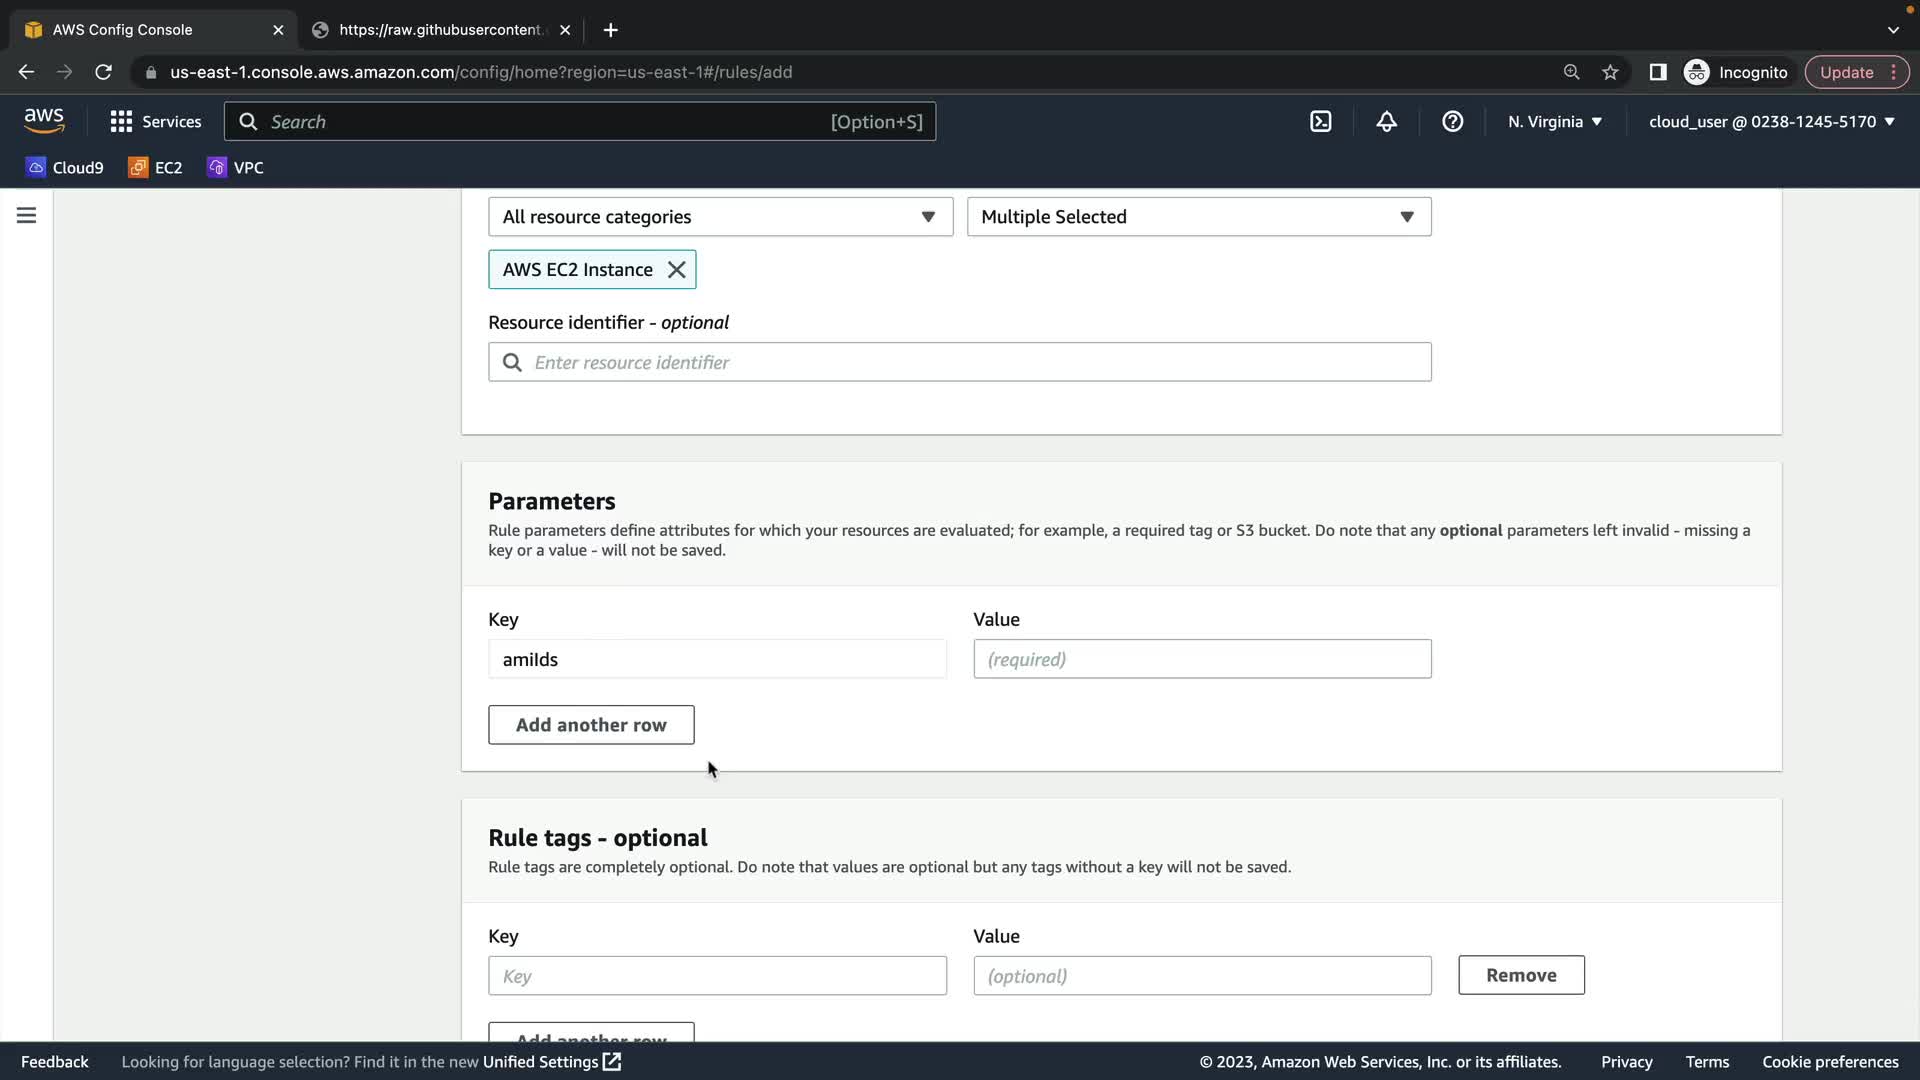 AWS Config Console
https://raw.githubusercontent.
us-east-1.console.aws.amazon.com/config/home?region=us-east-1#/rules/add
Incognito
Update
aws
Services
Search
[Option+S]
N. Virginia
cloud_user @ 0238-1245-5170
Cloud9
EC2
VPC
All resource categories
Multiple Selected
AWS EC2 Instance
Resource identifier - optional
Enter resource identifier
Parameters
Rule parameters define attributes for which your resources are evaluated; for example, a required tag or S3 bucket. Do note that any optional parameters left invalid - missing a
key or a value - will not be saved.
Key
Value
amiIds
(required)
Add another row
Rule tags - optional
Rule tags are completely optional. Do note that values are optional but any tags without a key will not be saved.
Key
Value
Key
(optional)
Remove
Add another row
Feedback
Looking for language selection? Find it in the new Unified Settings
© 2023, Amazon Web Services, Inc. or its affiliates.
Privacy
Terms
Cookie preferences